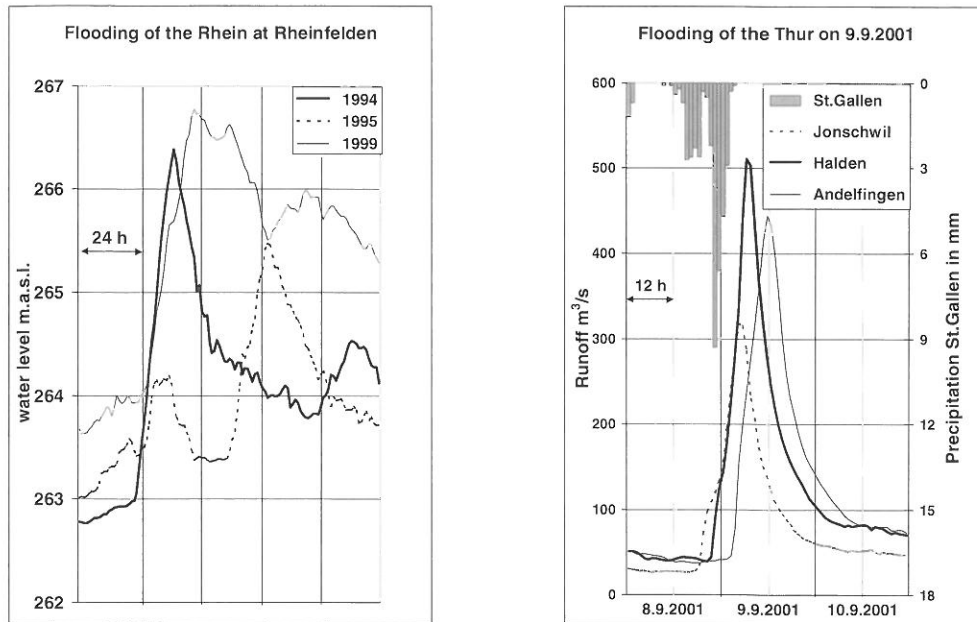 Flooding of the Rhein at Rheinfelden
267
266
265
264
263
262
water level m.a.s.l.
1994
1995
1999
24 h
Flooding of the Thur on 9.9.2001
600
500
400
300
200
100
0
Runoff m³/s
St.Gallen
Jonschwil
Halden
Andelfingen
12 h
0
3
6
9
12
15
18
Precipitation St.Gallen in mm
8.9.2001 9.9.2001 10.9.2001